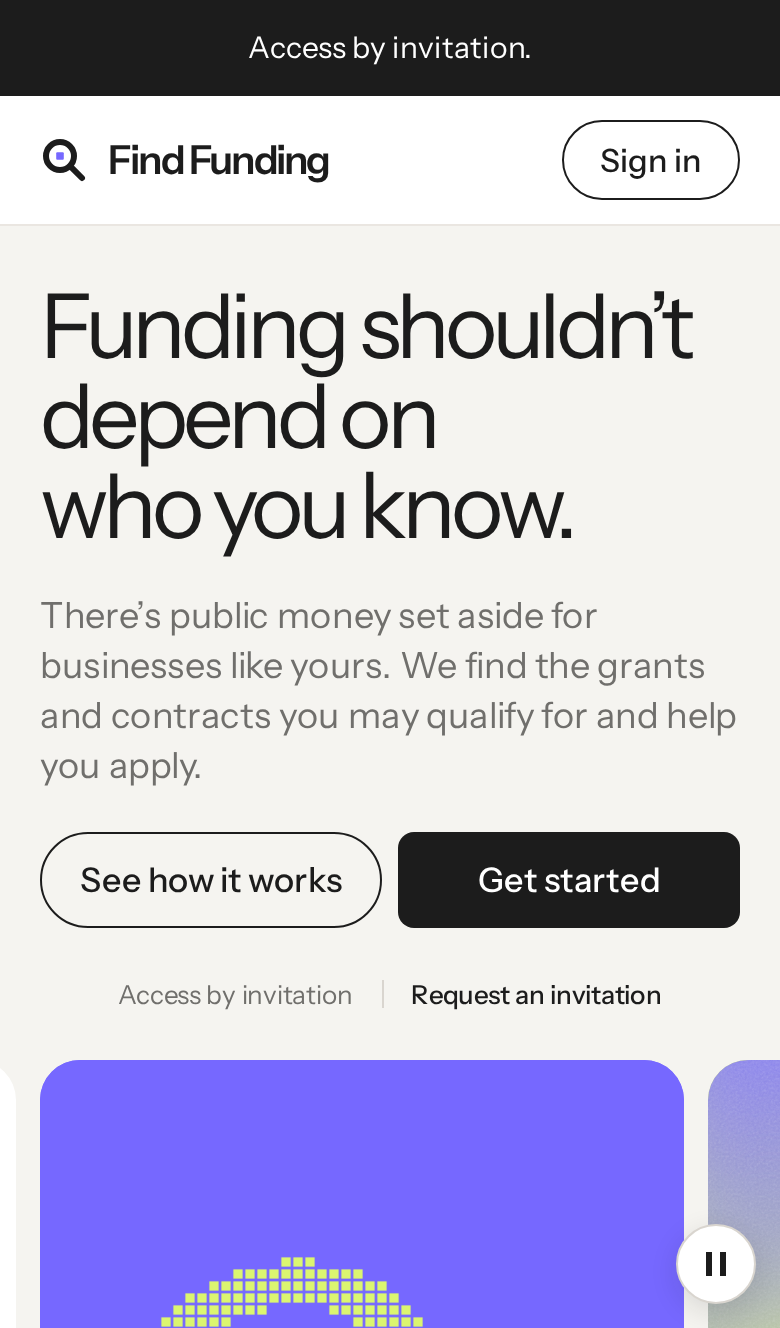 Access by invitation.
Find Funding
Sign in
Funding shouldn’t
depend on
who you know.
There’s public money set aside for
businesses like yours. We find the grants
and contracts you may qualify for and help
you apply.
See how it works
Get started
Access by invitation
Request an invitation